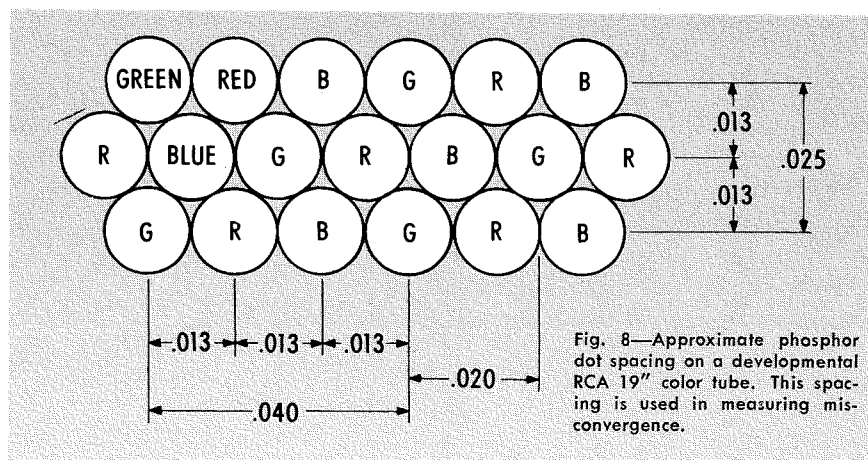 GREEN RED B G R B
.013
R BLUE G R B G R
.025
.013
G R B G R B
.013 .013 .013
.020
.040
Fig. 8—Approximate phosphor
dot spacing on a developmental
RCA 19" color tube. This spac-
ing is used in measuring mis-
convergence.